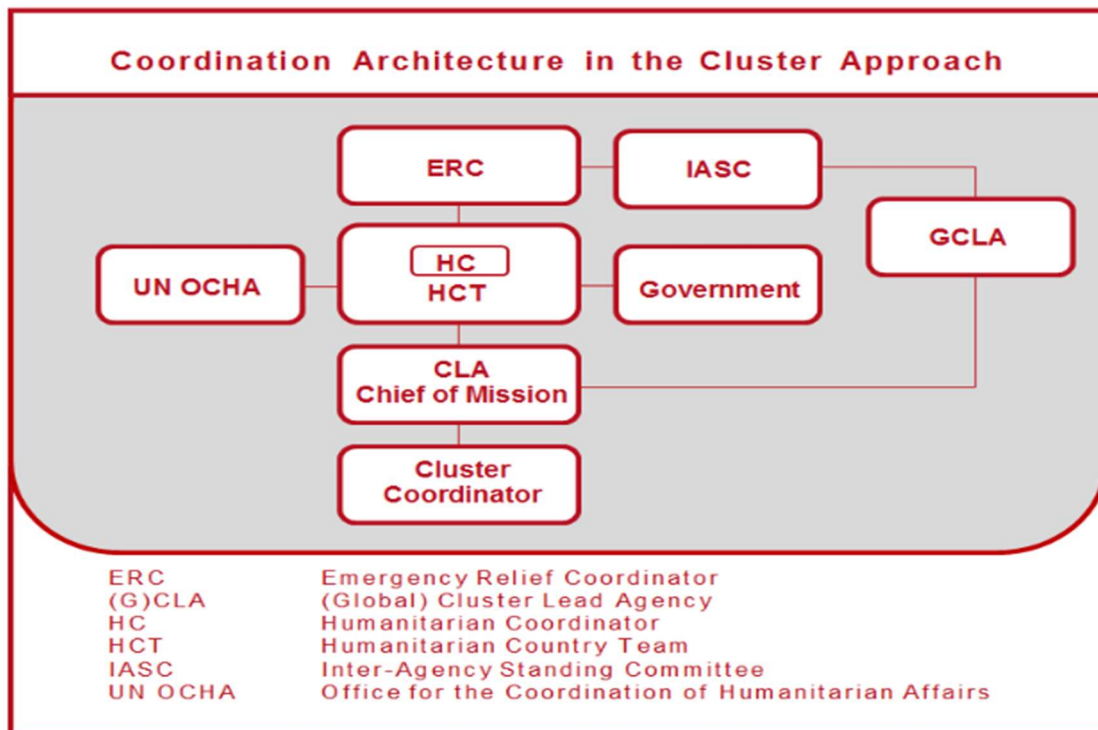 Coordination Architecture in the Cluster Approach
ERC
IASC
GCLA
UN OCHA
HC
HCT
Government
CLA
Chief of Mission
Cluster
Coordinator
ERC Emergency Relief Coordinator
(G)CLA (Global) Cluster Lead Agency
HC Humanitarian Coordinator
HCT Humanitarian Country Team
IASC Inter-Agency Standing Committee
UN OCHA Office for the Coordination of Humanitarian Affairs